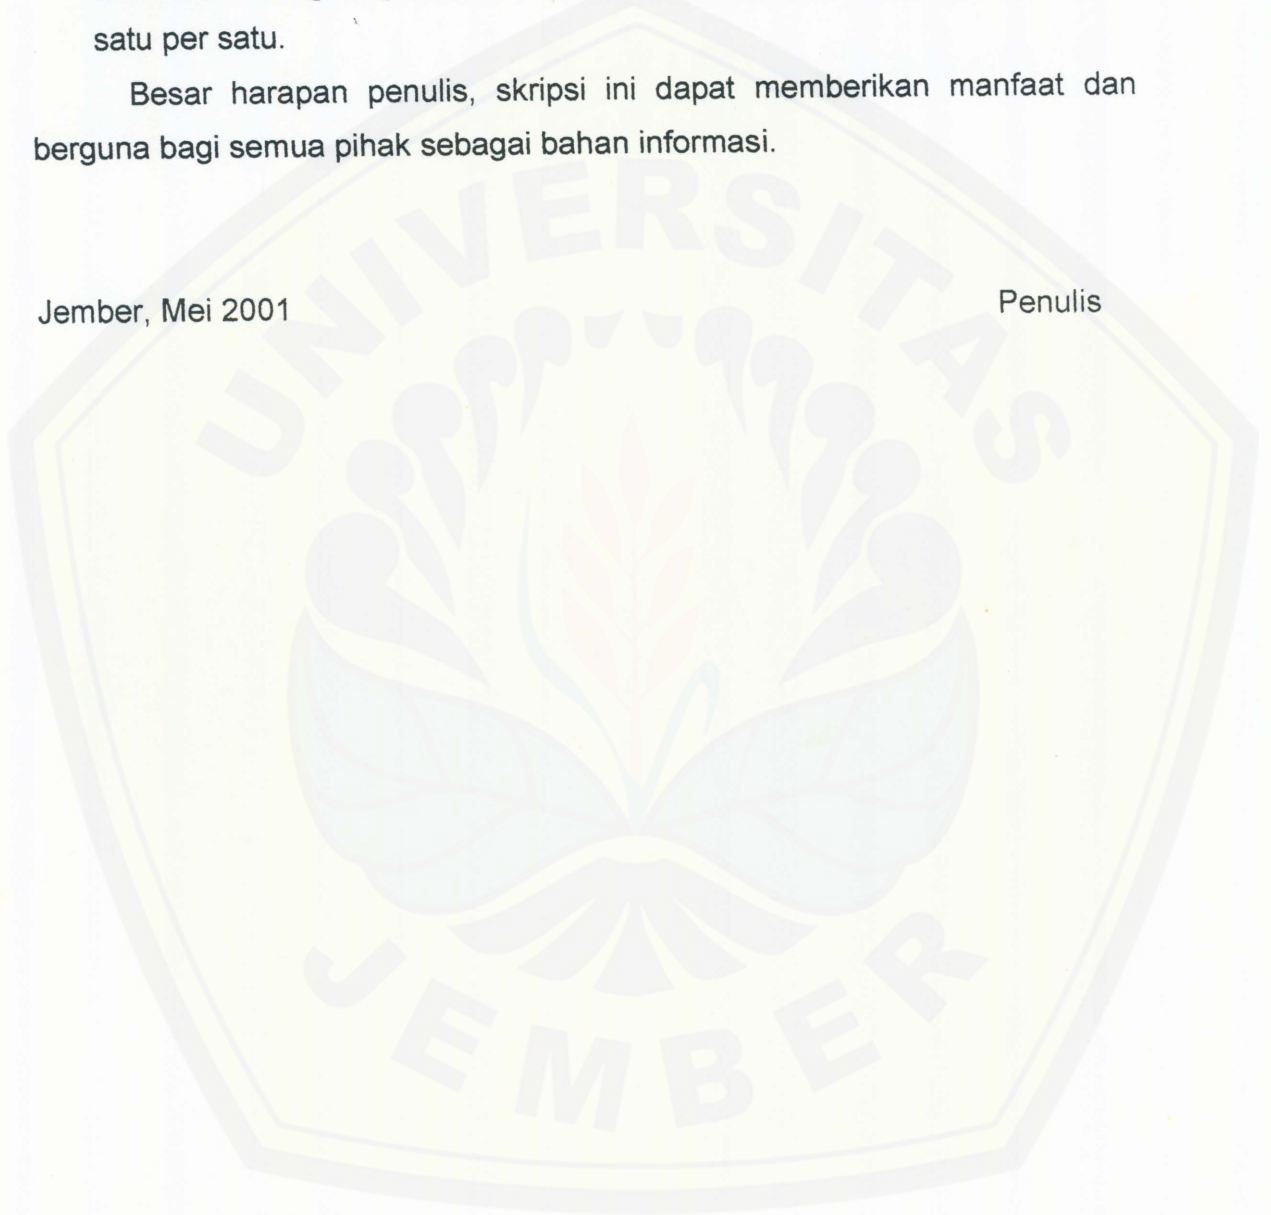 satu per satu.
Besar harapan penulis, skripsi ini dapat memberikan manfaat dan
berguna bagi semua pihak sebagai bahan informasi.
Jember, Mei 2001
Penulis
UNIVERSITAS
JEMBER